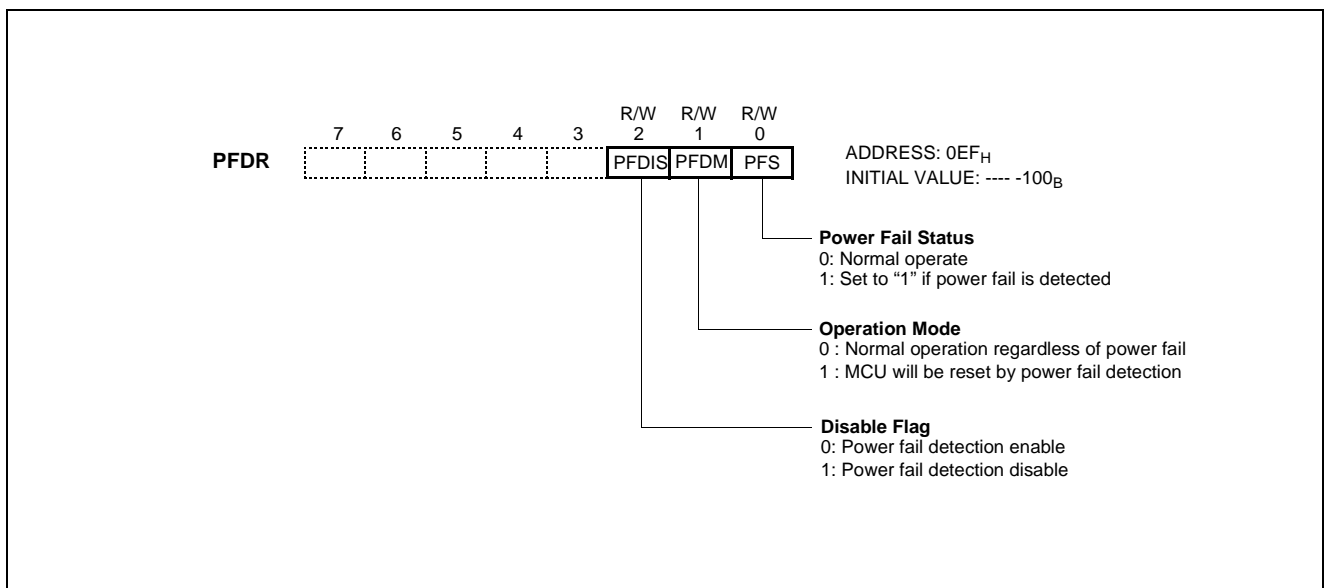 R/W R/W R/W
7 6 5 4 3 2 1 0
PFDR PFDIS PFDM PFS
ADDRESS: 0EFH
INITIAL VALUE: ---- -100B
Power Fail Status
0: Normal operate
1: Set to “1” if power fail is detected
Operation Mode
0 : Normal operation regardless of power fail
1 : MCU will be reset by power fail detection
Disable Flag
0: Power fail detection enable
1: Power fail detection disable